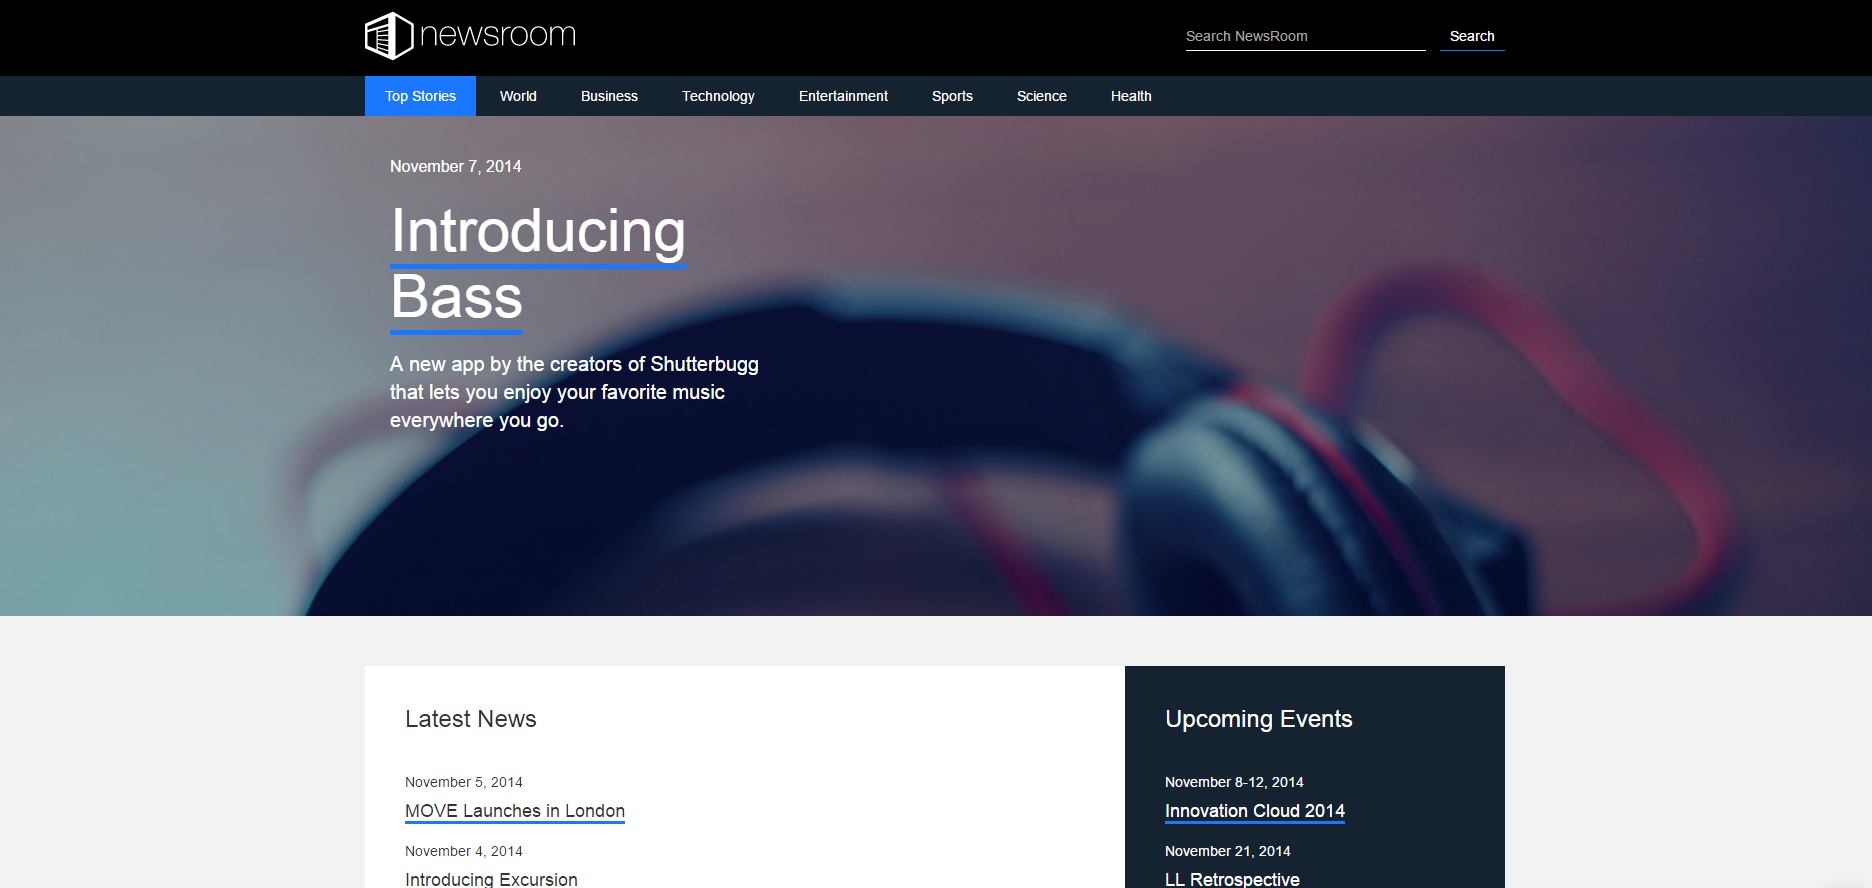 newsroom
Search NewsRoom
Search
Top Stories
World
Business
Technology
Entertainment
Sports
Science
Health
November 7, 2014
Introducing
Bass
A new app by the creators of Shutterbugg
that lets you enjoy your favorite music
everywhere you go.
Latest News
November 5, 2014
MOVE Launches in London
November 4, 2014
Introducing Excursion
Upcoming Events
November 8-12, 2014
Innovation Cloud 2014
November 21, 2014
LL Retrospective